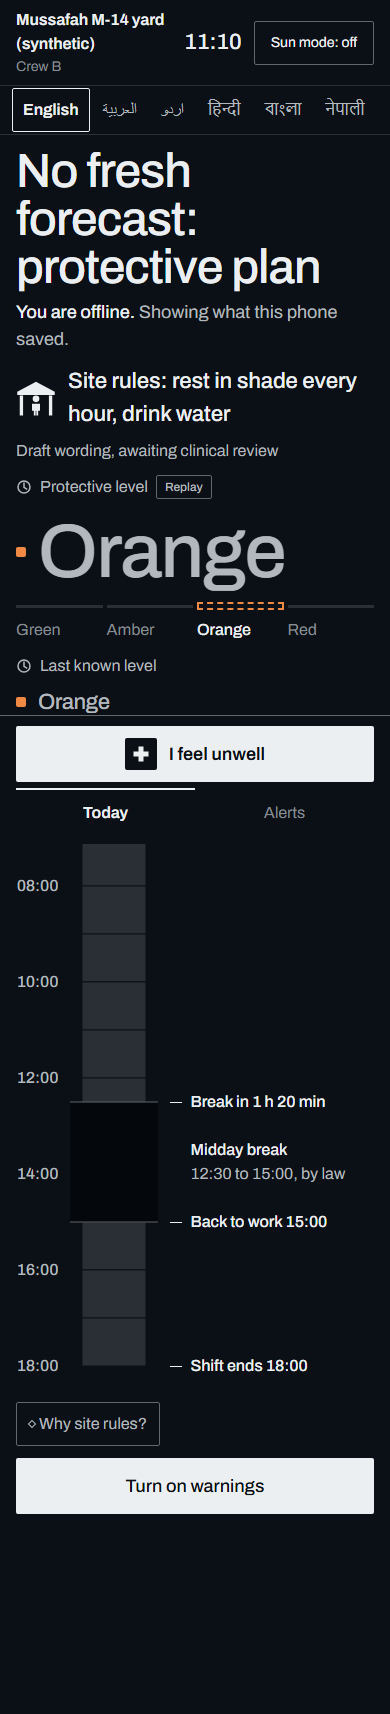 Mussafah M-14 yard
(synthetic)
Crew B
11:10
Sun mode: off
English
العربية
اردو
हिन्दी
বাংলা
नेपाली
No fresh
forecast:
protective plan
You are offline. Showing what this phone
saved.
Site rules: rest in shade every
hour, drink water
Draft wording, awaiting clinical review
Protective level
Replay
Orange
Green
Amber
Orange
Red
Last known level
Orange
I feel unwell
Today
Alerts
08:00
10:00
12:00
Break in 1 h 20 min
Midday break
14:00
12:30 to 15:00, by law
Back to work 15:00
16:00
18:00
Shift ends 18:00
Why site rules?
Turn on warnings